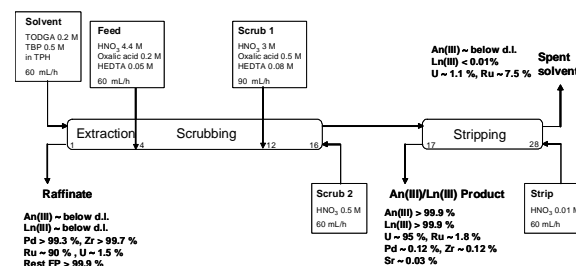 Solvent
TODGA 0.2 M
TBP 0.5 M
in TPH
60 mL/h
Feed
HNO₃ 4.4 M
Oxalic acid 0.2 M
HEDTA 0.05 M
60 mL/h
Scrub 1
HNO₃ 3 M
Oxalic acid 0.5 M
HEDTA 0.08 M
90 mL/h
An(III) ~ below d.l.
Ln(III) < 0.01%
U ~ 1.1 %, Ru ~ 7.5 %
Spent
solvent
Extraction
Scrubbing
1
4
12
16
Stripping
17
28
Raffinate
An(III) ~ below d.l.
Ln(III) ~ below d.l.
Pd > 99.3 %, Zr > 99.7 %
Ru ~ 90 % , U ~ 1.5 %
Rest FP > 99.9 %
Scrub 2
HNO₃ 0.5 M
60 mL/h
An(III)/Ln(III) Product
An(III) > 99.9 %
Ln(III) > 99.9 %
U ~ 95 %, Ru ~ 1.8 %
Pd ~ 0.12 %, Zr ~ 0.12 %
Sr ~ 0.03 %
Strip
HNO₃ 0.01 M
60 mL/h